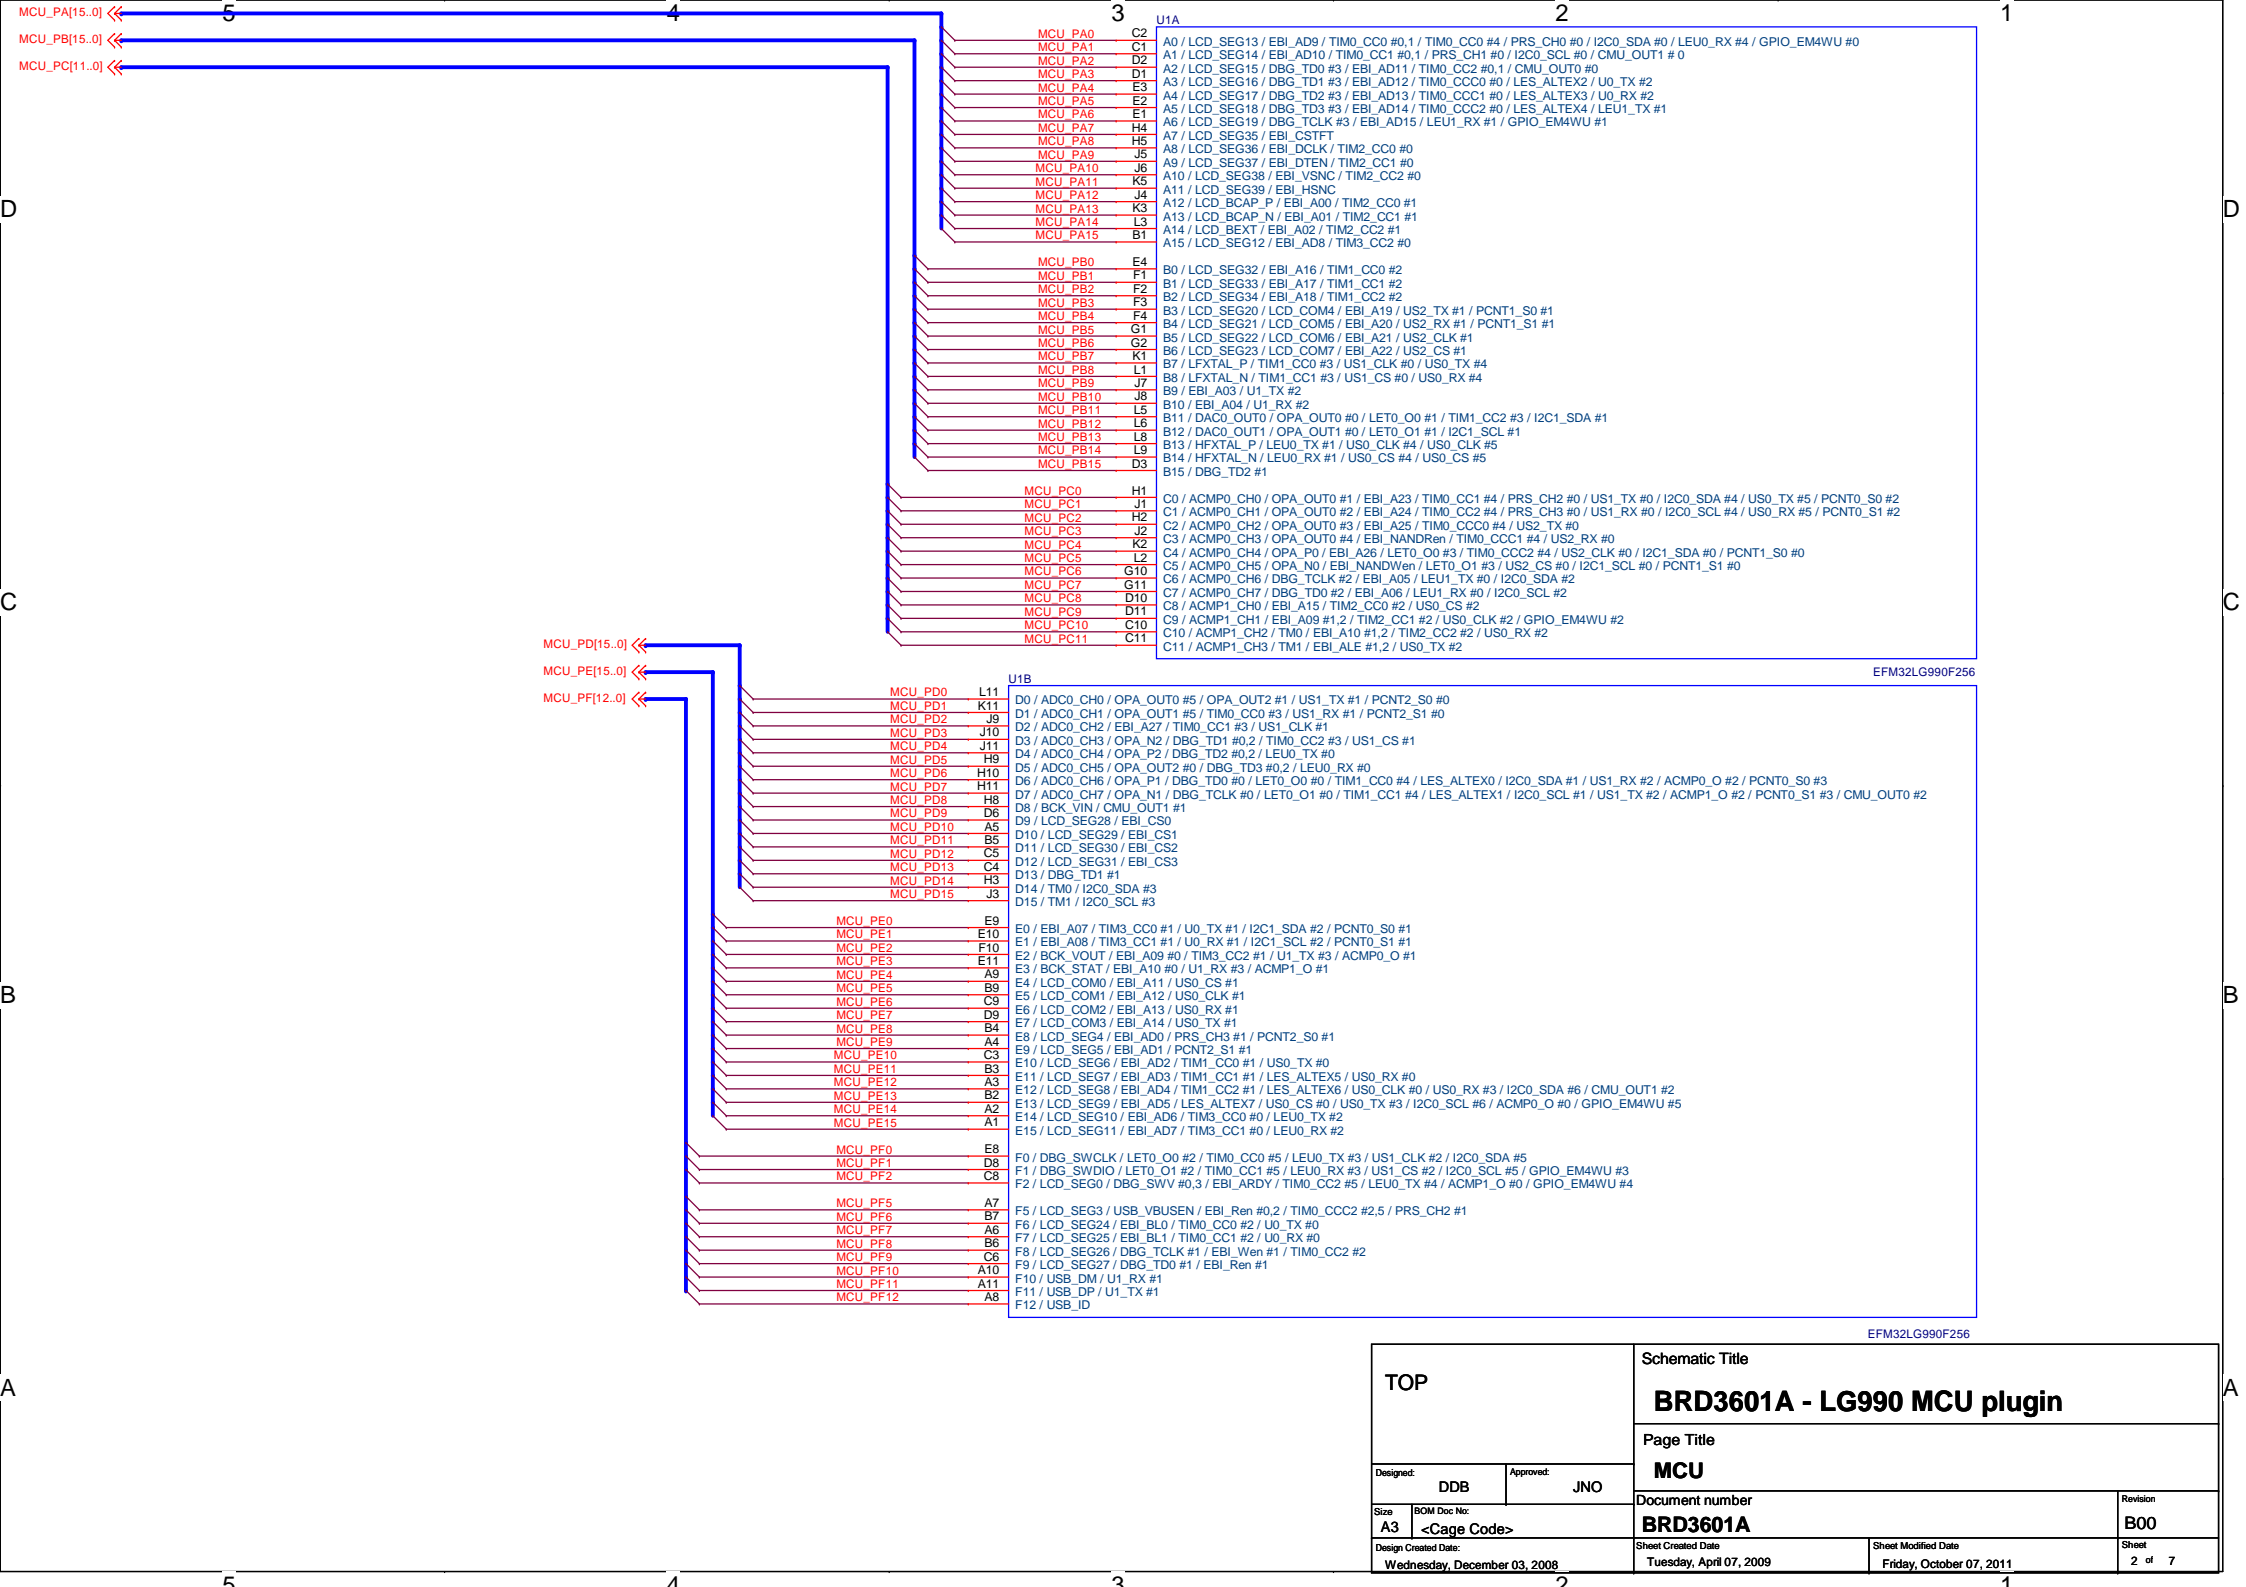 5 4 3 2 1
MCU_PA[15..0]
MCU_PB[15..0]
MCU_PC[11..0]
U1A
MCU_PA0 C2 A0 / LCD_SEG13 / EBI_AD9 / TIM0_CC0 #0,1 / TIM0_CC0 #4 / PRS_CH0 #0 / I2C0_SDA #0 / LEU0_RX #4 / GPIO_EM4WU #0
MCU_PA1 C1 A1 / LCD_SEG14 / EBI_AD10 / TIM0_CC1 #0,1 / PRS_CH1 #0 / I2C0_SCL #0 / CMU_OUT1 # 0
MCU_PA2 D2 A2 / LCD_SEG15 / DBG_TD0 #3 / EBI_AD11 / TIM0_CC2 #0,1 / CMU_OUT0 #0
MCU_PA3 D1 A3 / LCD_SEG16 / DBG_TD1 #3 / EBI_AD12 / TIM0_CCC0 #0 / LES_ALTEX2 / U0_TX #2
MCU_PA4 E3 A4 / LCD_SEG17 / DBG_TD2 #3 / EBI_AD13 / TIM0_CCC1 #0 / LES_ALTEX3 / U0_RX #2
MCU_PA5 E2 A5 / LCD_SEG18 / DBG_TD3 #3 / EBI_AD14 / TIM0_CCC2 #0 / LES_ALTEX4 / LEU1_TX #1
MCU_PA6 E1 A6 / LCD_SEG19 / DBG_TCLK #3 / EBI_AD15 / LEU1_RX #1 / GPIO_EM4WU #1
MCU_PA7 H4 A7 / LCD_SEG35 / EBI_CSTFT
MCU_PA8 H5 A8 / LCD_SEG36 / EBI_DCLK / TIM2_CC0 #0
MCU_PA9 J5 A9 / LCD_SEG37 / EBI_DTEN / TIM2_CC1 #0
MCU_PA10 J6 A10 / LCD_SEG38 / EBI_VSNC / TIM2_CC2 #0
MCU_PA11 K5 A11 / LCD_SEG39 / EBI_HSNC
MCU_PA12 J4 A12 / LCD_BCAP_P / EBI_A00 / TIM2_CC0 #1
MCU_PA13 K3 A13 / LCD_BCAP_N / EBI_A01 / TIM2_CC1 #1
MCU_PA14 L3 A14 / LCD_BEXT / EBI_A02 / TIM2_CC2 #1
MCU_PA15 B1 A15 / LCD_SEG12 / EBI_AD8 / TIM3_CC2 #0
D D
MCU_PB0 E4 B0 / LCD_SEG32 / EBI_A16 / TIM1_CC0 #2
MCU_PB1 F1 B1 / LCD_SEG33 / EBI_A17 / TIM1_CC1 #2
MCU_PB2 F2 B2 / LCD_SEG34 / EBI_A18 / TIM1_CC2 #2
MCU_PB3 F3 B3 / LCD_SEG20 / LCD_COM4 / EBI_A19 / US2_TX #1 / PCNT1_S0 #1
MCU_PB4 F4 B4 / LCD_SEG21 / LCD_COM5 / EBI_A20 / US2_RX #1 / PCNT1_S1 #1
MCU_PB5 G1 B5 / LCD_SEG22 / LCD_COM6 / EBI_A21 / US2_CLK #1
MCU_PB6 G2 B6 / LCD_SEG23 / LCD_COM7 / EBI_A22 / US2_CS #1
MCU_PB7 K1 B7 / LFXTAL_P / TIM1_CC0 #3 / US1_CLK #0 / US0_TX #4
MCU_PB8 L1 B8 / LFXTAL_N / TIM1_CC1 #3 / US1_CS #0 / US0_RX #4
MCU_PB9 J7 B9 / EBI_A03 / U1_TX #2
MCU_PB10 J8 B10 / EBI_A04 / U1_RX #2
MCU_PB11 L5 B11 / DAC0_OUT0 / OPA_OUT0 #0 / LET0_O0 #1 / TIM1_CC2 #3 / I2C1_SDA #1
MCU_PB12 L6 B12 / DAC0_OUT1 / OPA_OUT1 #0 / LET0_O1 #1 / I2C1_SCL #1
MCU_PB13 L8 B13 / HFXTAL_P / LEU0_TX #1 / US0_CLK #4 / US0_CLK #5
MCU_PB14 L9 B14 / HFXTAL_N / LEU0_RX #1 / US0_CS #4 / US0_CS #5
MCU_PB15 D3 B15 / DBG_TD2 #1
MCU_PC0 H1 C0 / ACMP0_CH0 / OPA_OUT0 #1 / EBI_A23 / TIM0_CC1 #4 / PRS_CH2 #0 / US1_TX #0 / I2C0_SDA #4 / US0_TX #5 / PCNT0_S0 #2
MCU_PC1 J1 C1 / ACMP0_CH1 / OPA_OUT0 #2 / EBI_A24 / TIM0_CC2 #4 / PRS_CH3 #0 / US1_RX #0 / I2C0_SCL #4 / US0_RX #5 / PCNT0_S1 #2
MCU_PC2 H2 C2 / ACMP0_CH2 / OPA_OUT0 #3 / EBI_A25 / TIM0_CCC0 #4 / US2_TX #0
MCU_PC3 J2 C3 / ACMP0_CH3 / OPA_OUT0 #4 / EBI_NANDRen / TIM0_CCC1 #4 / US2_RX #0
MCU_PC4 K2 C4 / ACMP0_CH4 / OPA_P0 / EBI_A26 / LET0_O0 #3 / TIM0_CCC2 #4 / US2_CLK #0 / I2C1_SDA #0 / PCNT1_S0 #0
MCU_PC5 L2 C5 / ACMP0_CH5 / OPA_N0 / EBI_NANDWen / LET0_O1 #3 / US2_CS #0 / I2C1_SCL #0 / PCNT1_S1 #0
MCU_PC6 G10 C6 / ACMP0_CH6 / DBG_TCLK #2 / EBI_A05 / LEU1_TX #0 / I2C0_SDA #2
MCU_PC7 G11 C7 / ACMP0_CH7 / DBG_TD0 #2 / EBI_A06 / LEU1_RX #0 / I2C0_SCL #2
MCU_PC8 D10 C8 / ACMP1_CH0 / EBI_A15 / TIM2_CC0 #2 / US0_CS #2
MCU_PC9 D11 C9 / ACMP1_CH1 / EBI_A09 #1,2 / TIM2_CC1 #2 / US0_CLK #2 / GPIO_EM4WU #2
MCU_PC10 C10 C10 / ACMP1_CH2 / TM0 / EBI_A10 #1,2 / TIM2_CC2 #2 / US0_RX #2
MCU_PC11 C11 C11 / ACMP1_CH3 / TM1 / EBI_ALE #1,2 / US0_TX #2
C C
EFM32LG990F256
MCU_PD[15..0]
MCU_PE[15..0]
MCU_PF[12..0]
U1B
MCU_PD0 L11 D0 / ADC0_CH0 / OPA_OUT0 #5 / OPA_OUT2 #1 / US1_TX #1 / PCNT2_S0 #0
MCU_PD1 K11 D1 / ADC0_CH1 / OPA_OUT1 #5 / TIM0_CC0 #3 / US1_RX #1 / PCNT2_S1 #0
MCU_PD2 J9 D2 / ADC0_CH2 / EBI_A27 / TIM0_CC1 #3 / US1_CLK #1
MCU_PD3 J10 D3 / ADC0_CH3 / OPA_N2 / DBG_TD1 #0,2 / TIM0_CC2 #3 / US1_CS #1
MCU_PD4 J11 D4 / ADC0_CH4 / OPA_P2 / DBG_TD2 #0,2 / LEU0_TX #0
MCU_PD5 H9 D5 / ADC0_CH5 / OPA_OUT2 #0 / DBG_TD3 #0,2 / LEU0_RX #0
MCU_PD6 H10 D6 / ADC0_CH6 / OPA_P1 / DBG_TD0 #0 / LET0_O0 #0 / TIM1_CC0 #4 / LES_ALTEX0 / I2C0_SDA #1 / US1_RX #2 / ACMP0_O #2 / PCNT0_S0 #3
MCU_PD7 H11 D7 / ADC0_CH7 / OPA_N1 / DBG_TCLK #0 / LET0_O1 #0 / TIM1_CC1 #4 / LES_ALTEX1 / I2C0_SCL #1 / US1_TX #2 / ACMP1_O #2 / PCNT0_S1 #3 / CMU_OUT0 #2
MCU_PD8 H8 D8 / BCK_VIN / CMU_OUT1 #1
MCU_PD9 D6 D9 / LCD_SEG28 / EBI_CS0
MCU_PD10 A5 D10 / LCD_SEG29 / EBI_CS1
MCU_PD11 B5 D11 / LCD_SEG30 / EBI_CS2
MCU_PD12 C5 D12 / LCD_SEG31 / EBI_CS3
MCU_PD13 C4 D13 / DBG_TD1 #1
MCU_PD14 H3 D14 / TM0 / I2C0_SDA #3
MCU_PD15 J3 D15 / TM1 / I2C0_SCL #3
MCU_PE0 E9 E0 / EBI_A07 / TIM3_CC0 #1 / U0_TX #1 / I2C1_SDA #2 / PCNT0_S0 #1
MCU_PE1 E10 E1 / EBI_A08 / TIM3_CC1 #1 / U0_RX #1 / I2C1_SCL #2 / PCNT0_S1 #1
MCU_PE2 F10 E2 / BCK_VOUT / EBI_A09 #0 / TIM3_CC2 #1 / U1_TX #3 / ACMP0_O #1
MCU_PE3 E11 E3 / BCK_STAT / EBI_A10 #0 / U1_RX #3 / ACMP1_O #1
MCU_PE4 A9 E4 / LCD_COM0 / EBI_A11 / US0_CS #1
MCU_PE5 B9 E5 / LCD_COM1 / EBI_A12 / US0_CLK #1
MCU_PE6 C9 E6 / LCD_COM2 / EBI_A13 / US0_RX #1
MCU_PE7 D9 E7 / LCD_COM3 / EBI_A14 / US0_TX #1
MCU_PE8 B4 E8 / LCD_SEG4 / EBI_AD0 / PRS_CH3 #1 / PCNT2_S0 #1
MCU_PE9 A4 E9 / LCD_SEG5 / EBI_AD1 / PCNT2_S1 #1
MCU_PE10 C3 E10 / LCD_SEG6 / EBI_AD2 / TIM1_CC0 #1 / US0_TX #0
MCU_PE11 B3 E11 / LCD_SEG7 / EBI_AD3 / TIM1_CC1 #1 / LES_ALTEX5 / US0_RX #0
MCU_PE12 A3 E12 / LCD_SEG8 / EBI_AD4 / TIM1_CC2 #1 / LES_ALTEX6 / US0_CLK #0 / US0_RX #3 / I2C0_SDA #6 / CMU_OUT1 #2
MCU_PE13 B2 E13 / LCD_SEG9 / EBI_AD5 / LES_ALTEX7 / US0_CS #0 / US0_TX #3 / I2C0_SCL #6 / ACMP0_O #0 / GPIO_EM4WU #5
MCU_PE14 A2 E14 / LCD_SEG10 / EBI_AD6 / TIM3_CC0 #0 / LEU0_TX #2
MCU_PE15 A1 E15 / LCD_SEG11 / EBI_AD7 / TIM3_CC1 #0 / LEU0_RX #2
B B
MCU_PF0 E8 F0 / DBG_SWCLK / LET0_O0 #2 / TIM0_CC0 #5 / LEU0_TX #3 / US1_CLK #2 / I2C0_SDA #5
MCU_PF1 D8 F1 / DBG_SWDIO / LET0_O1 #2 / TIM0_CC1 #5 / LEU0_RX #3 / US1_CS #2 / I2C0_SCL #5 / GPIO_EM4WU #3
MCU_PF2 C8 F2 / LCD_SEG0 / DBG_SWV #0,3 / EBI_ARDY / TIM0_CC2 #5 / LEU0_TX #4 / ACMP1_O #0 / GPIO_EM4WU #4
MCU_PF5 A7 F5 / LCD_SEG3 / USB_VBUSEN / EBI_Ren #0,2 / TIM0_CCC2 #2,5 / PRS_CH2 #1
MCU_PF6 B7 F6 / LCD_SEG24 / EBI_BL0 / TIM0_CC0 #2 / U0_TX #0
MCU_PF7 A6 F7 / LCD_SEG25 / EBI_BL1 / TIM0_CC1 #2 / U0_RX #0
MCU_PF8 B6 F8 / LCD_SEG26 / DBG_TCLK #1 / EBI_Wen #1 / TIM0_CC2 #2
MCU_PF9 C6 F9 / LCD_SEG27 / DBG_TD0 #1 / EBI_Ren #1
MCU_PF10 A10 F10 / USB_DM / U1_RX #1
MCU_PF11 A11 F11 / USB_DP / U1_TX #1
MCU_PF12 A8 F12 / USB_ID
EFM32LG990F256
A A
TOP
Schematic Title
BRD3601A - LG990 MCU plugin
Page Title
MCU
Designed: DDB
Approved: JNO
Document number
BRD3601A
Revision
B00
Size
A3
BOM Doc No:
<Cage Code>
Design Created Date:
Wednesday, December 03, 2008
Sheet Created Date
Tuesday, April 07, 2009
Sheet Modified Date
Friday, October 07, 2011
Sheet
2 of 7
5 4 3 2 1